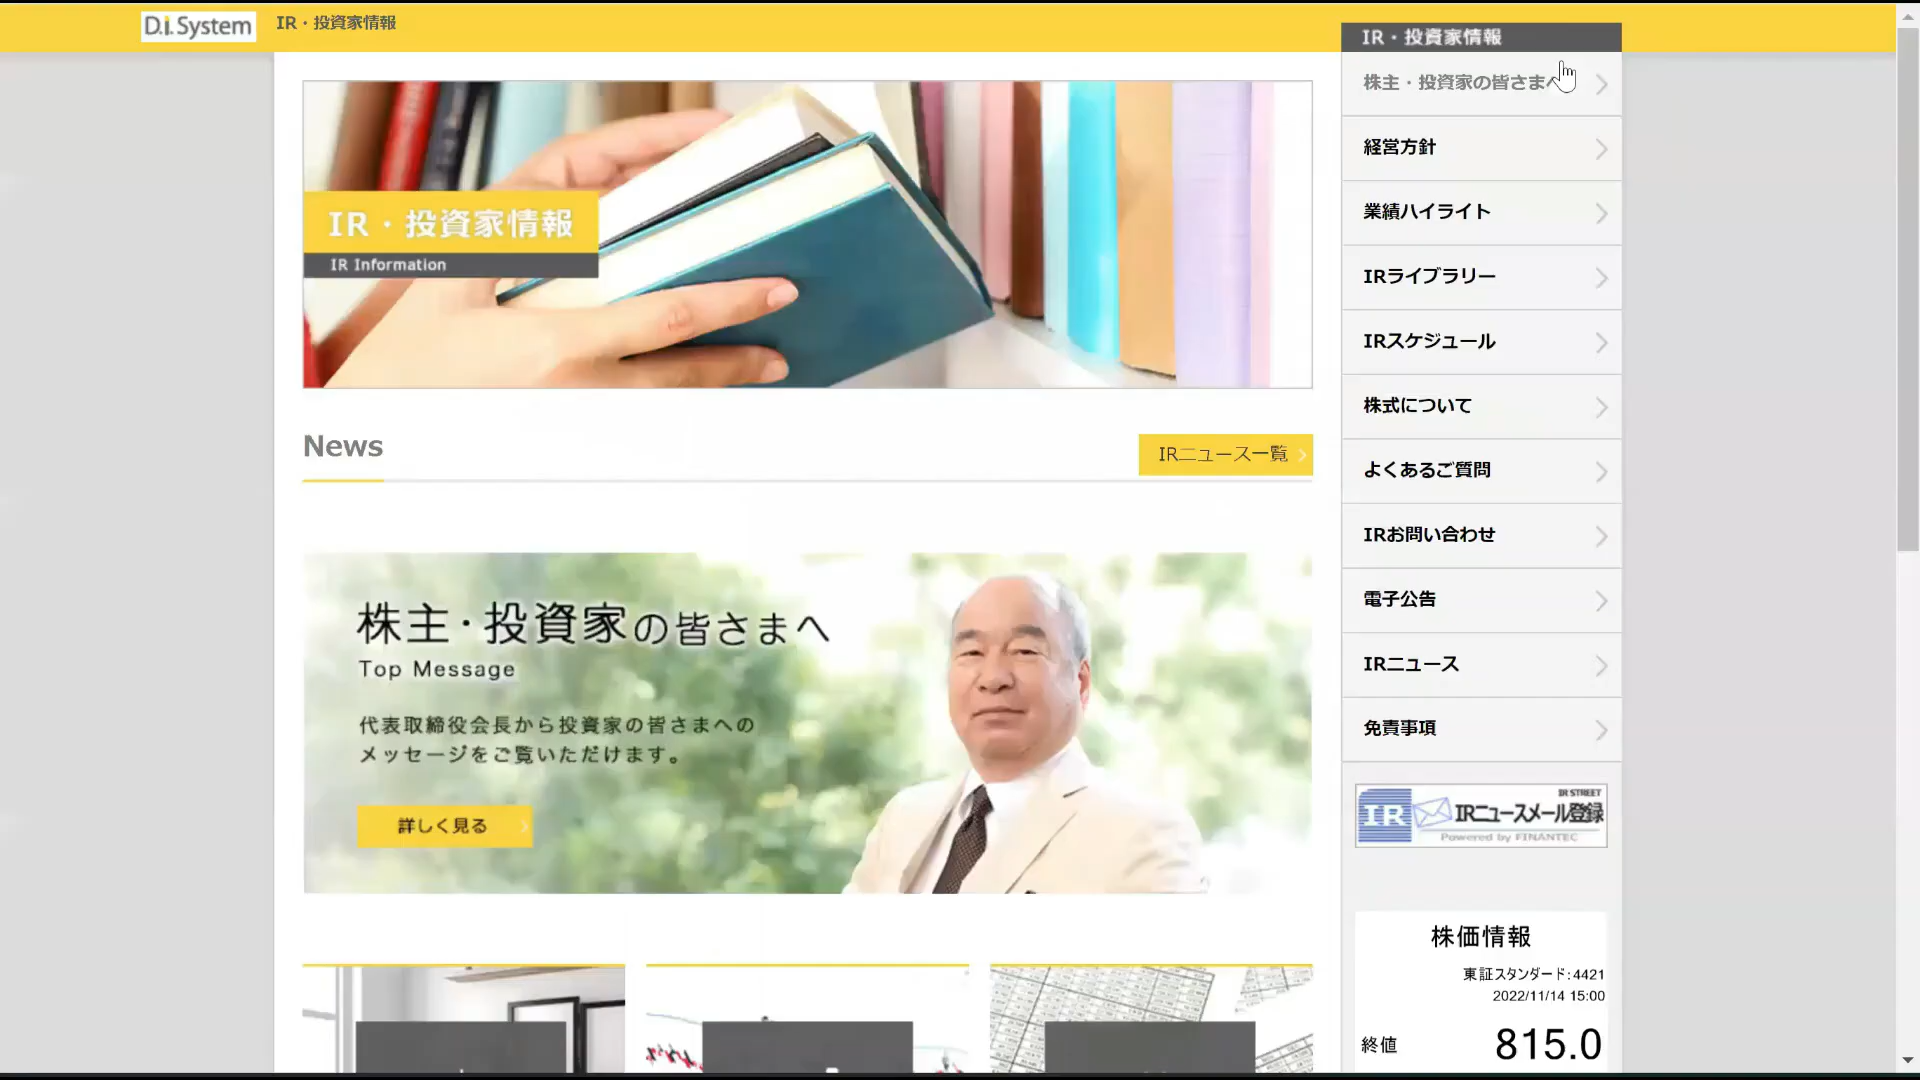 D.I.System
IR・投資家情報
IR・投資家情報
株主・投資家の皆さまへ
経営方針
業績ハイライト
IRライブラリー
IRスケジュール
株式について
よくあるご質問
IRお問い合わせ
電子公告
IRニュース
免責事項
IR・投資家情報
IR Information
News
IRニュース一覧
株主・投資家の皆さまへ
Top Message
代表取締役会長から投資家の皆さまへの
メッセージをご覧いただけます。
詳しく見る
IR STREET
IR
IRニュースメール登録
Powered by FINANTEC
株価情報
東証スタンダード:4421
2022/11/14 15:00
終値 815.0